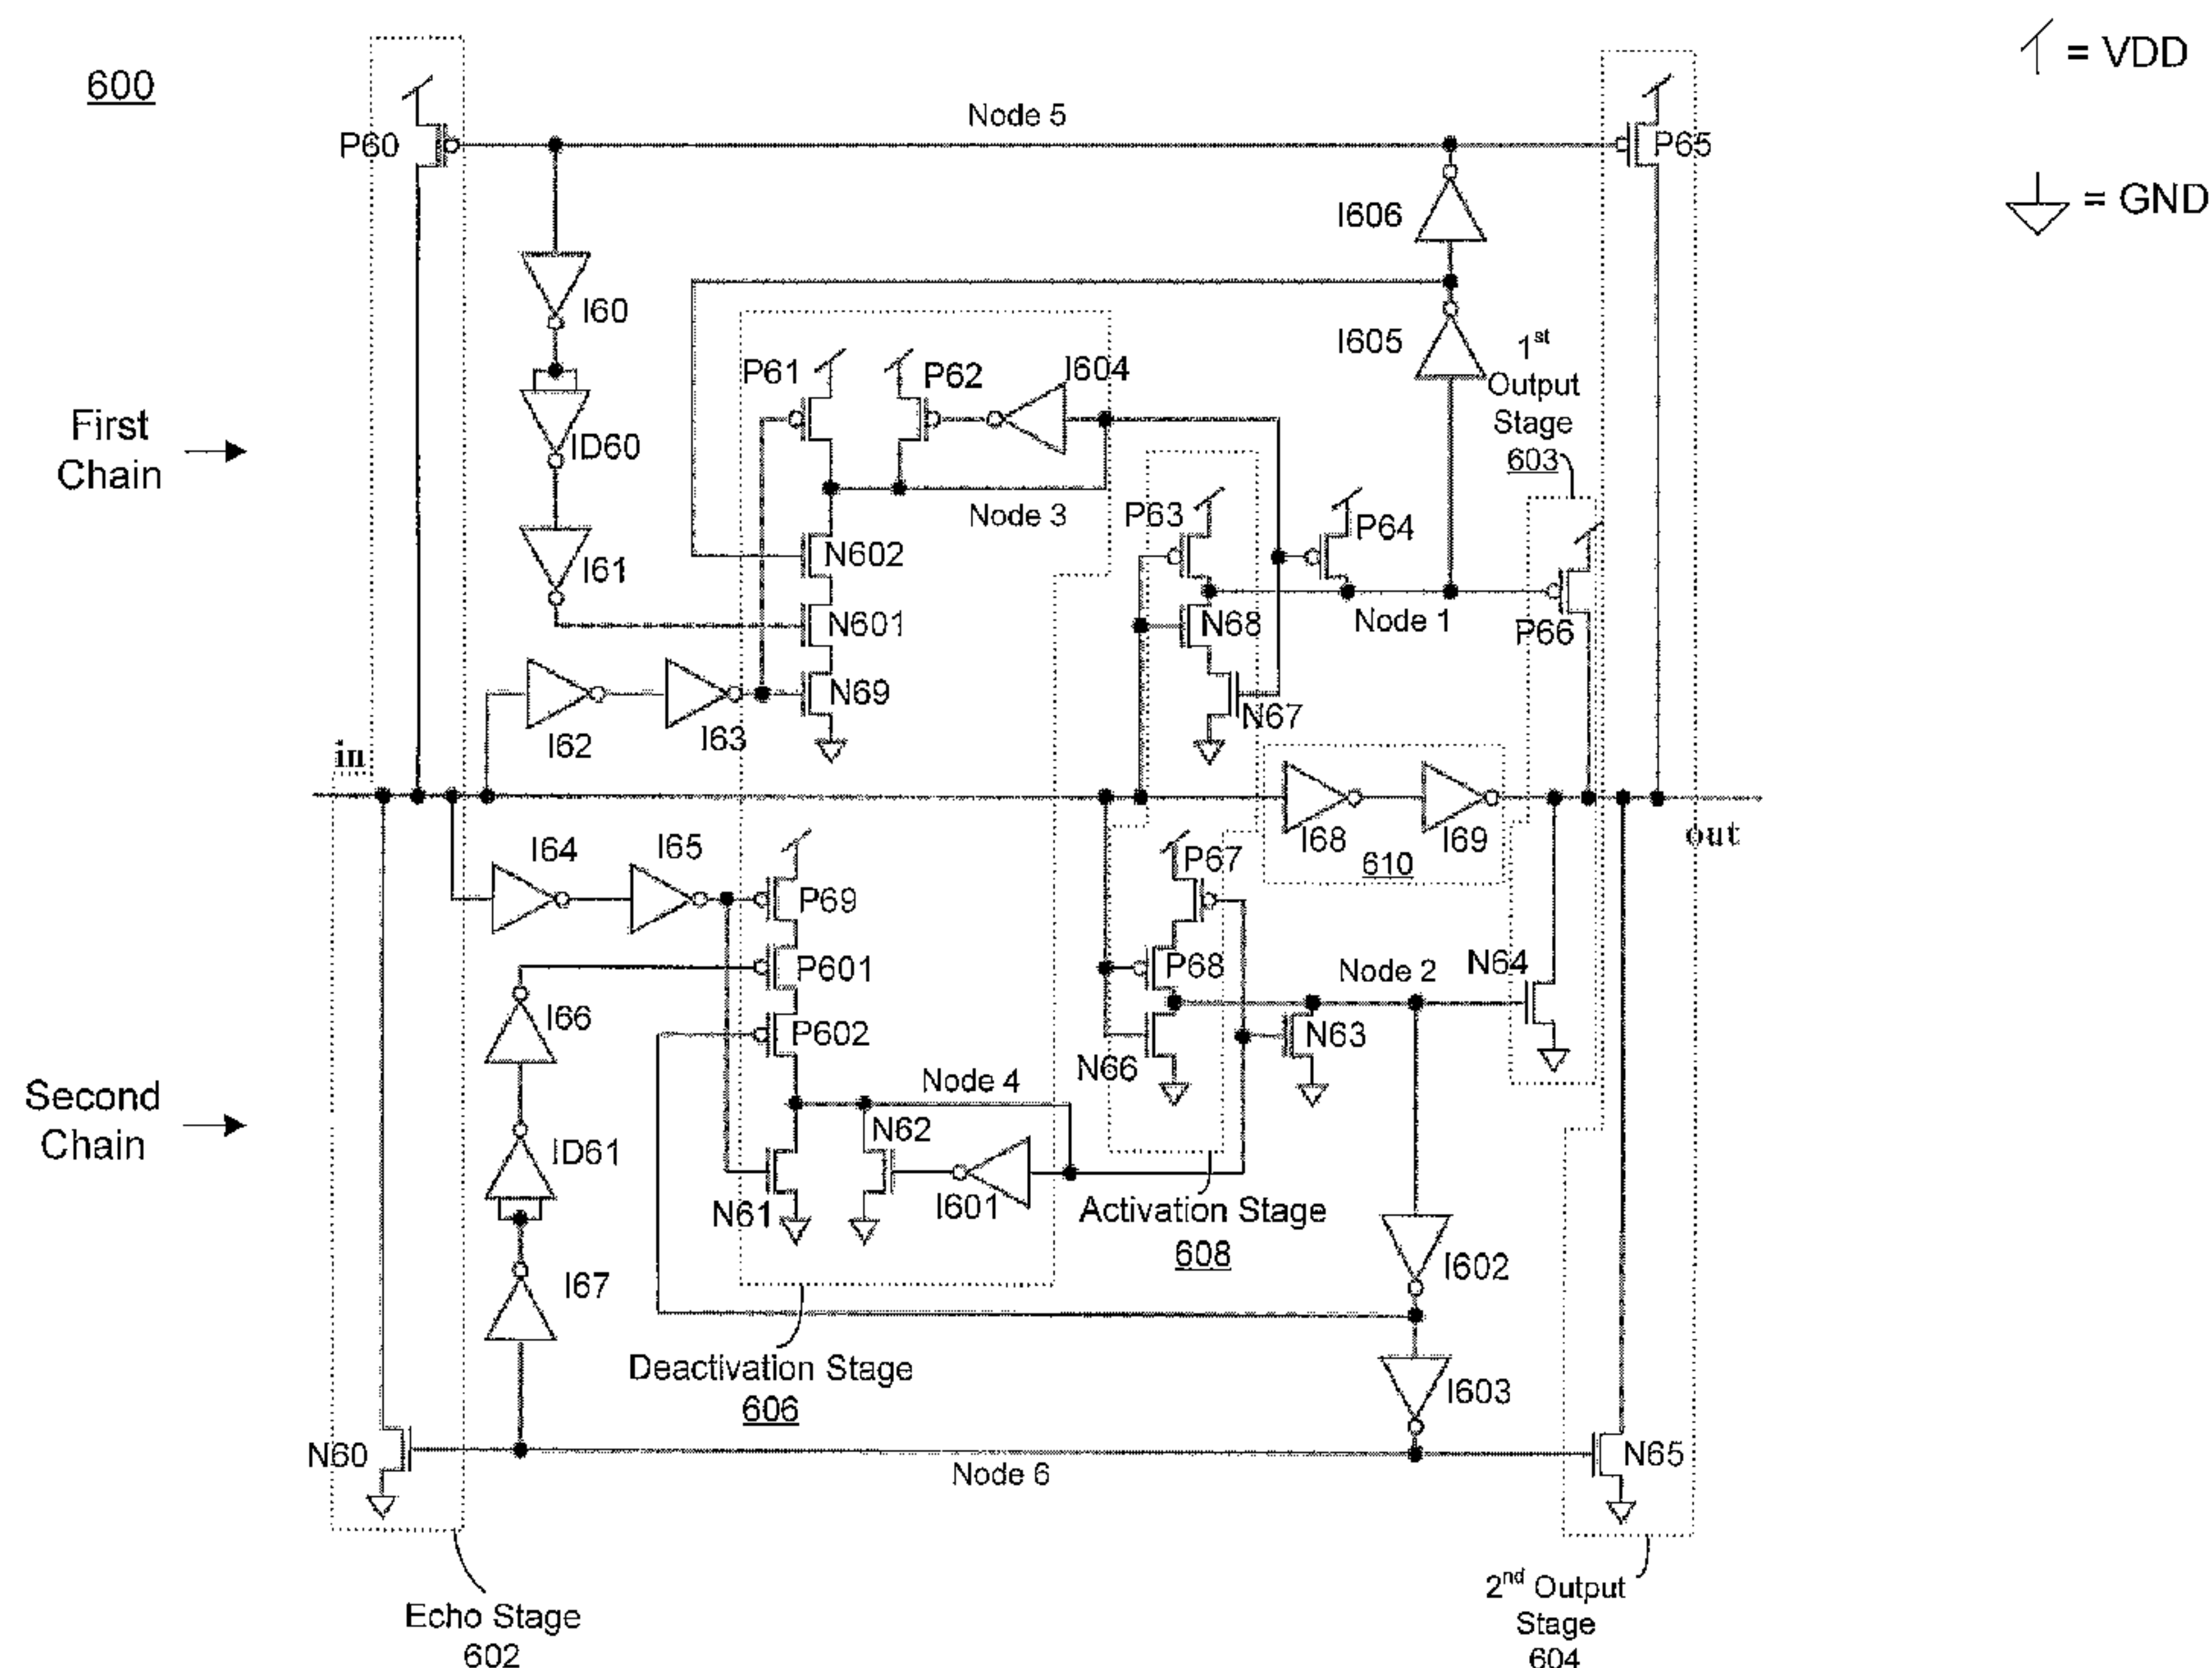 600
= VDD
= GND
Node 5
P60
P65
I606
I60
I605
1st
Output
Stage
603
P61
P62
I604
First
Chain
ID60
Node 3
P63
P64
I61
N602
N601
N68
Node 1
P66
N69
N67
I62
I63
in
out
I68
I69
610
I64
I65
P67
P69
P601
P68
Node 2
N64
I66
P602
N66
N63
Node 4
N62
Second
Chain
ID61
N61
I601
Activation Stage
608
I67
I602
Deactivation Stage
606
I603
N60
N65
Node 6
Echo Stage
602
2nd Output
Stage
604